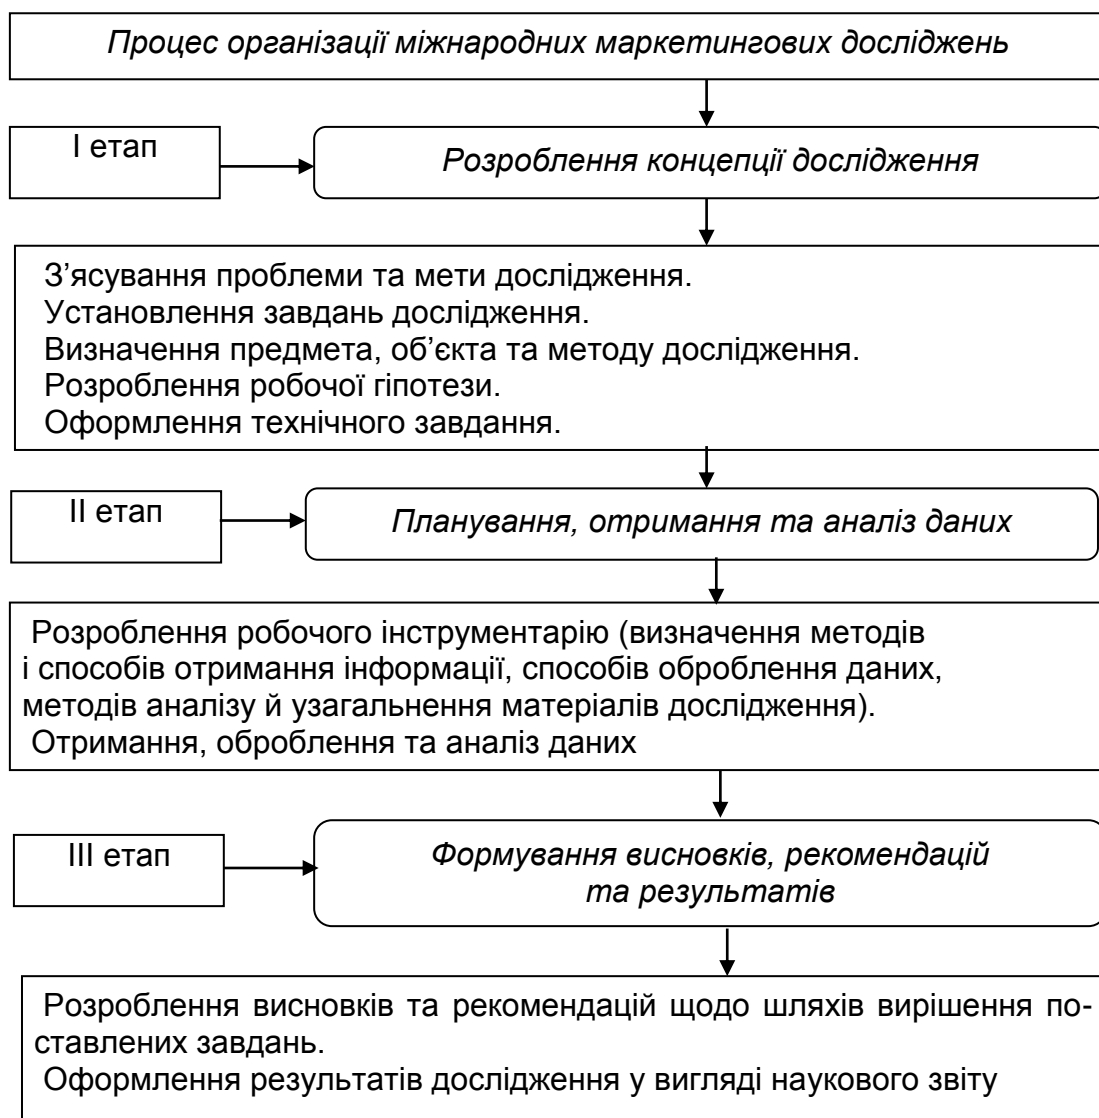 Процес організації міжнародних маркетингових досліджень
І етап
Розроблення концепції дослідження
З’ясування проблеми та мети дослідження.
Установлення завдань дослідження.
Визначення предмета, об’єкта та методу дослідження.
Розроблення робочої гіпотези.
Оформлення технічного завдання.
ІІ етап
Планування, отримання та аналіз даних
Розроблення робочого інструментарію (визначення методів
і способів отримання інформації, способів оброблення даних,
методів аналізу й узагальнення матеріалів дослідження).
Отримання, оброблення та аналіз даних
ІІІ етап
Формування висновків, рекомендацій
та результатів
Розроблення висновків та рекомендацій щодо шляхів вирішення по-
ставлених завдань.
Оформлення результатів дослідження у вигляді наукового звіту